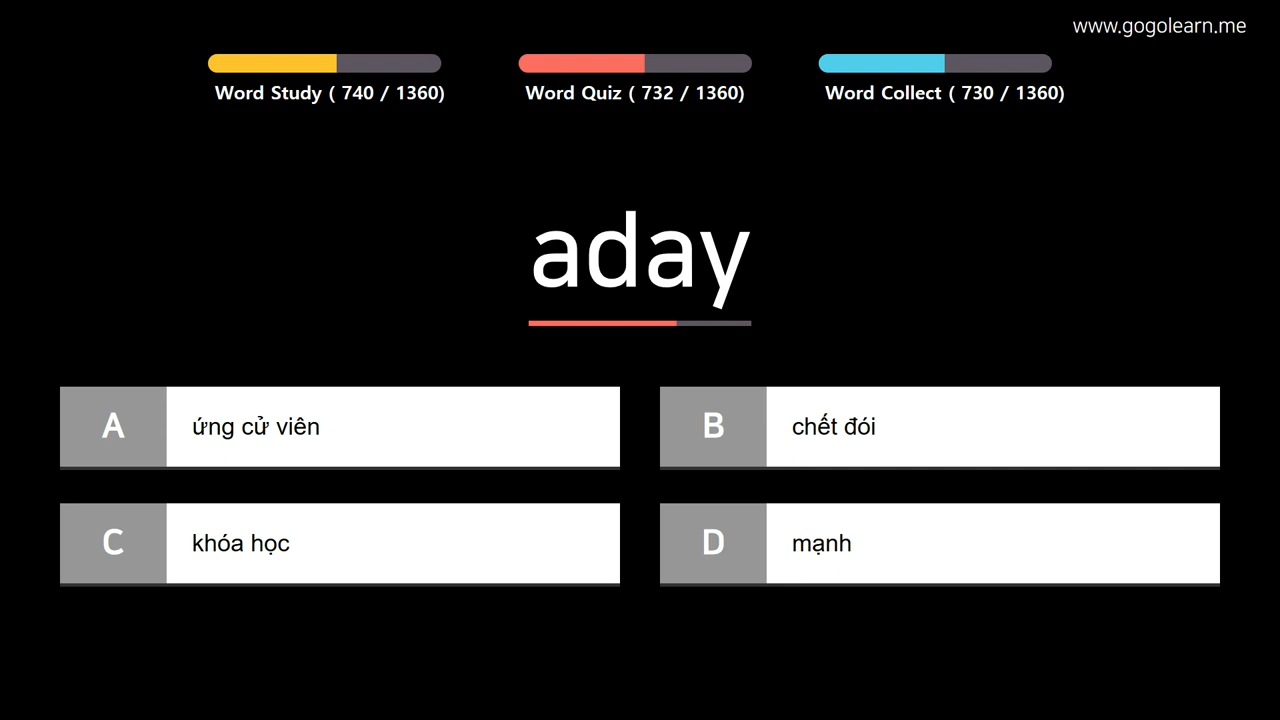 www.gogolearn.me
Word Study ( 740 / 1360)
Word Quiz ( 732 / 1360)
Word Collect ( 730 / 1360)
aday
A ứng cử viên
B chết đói
C khóa học
D mạnh